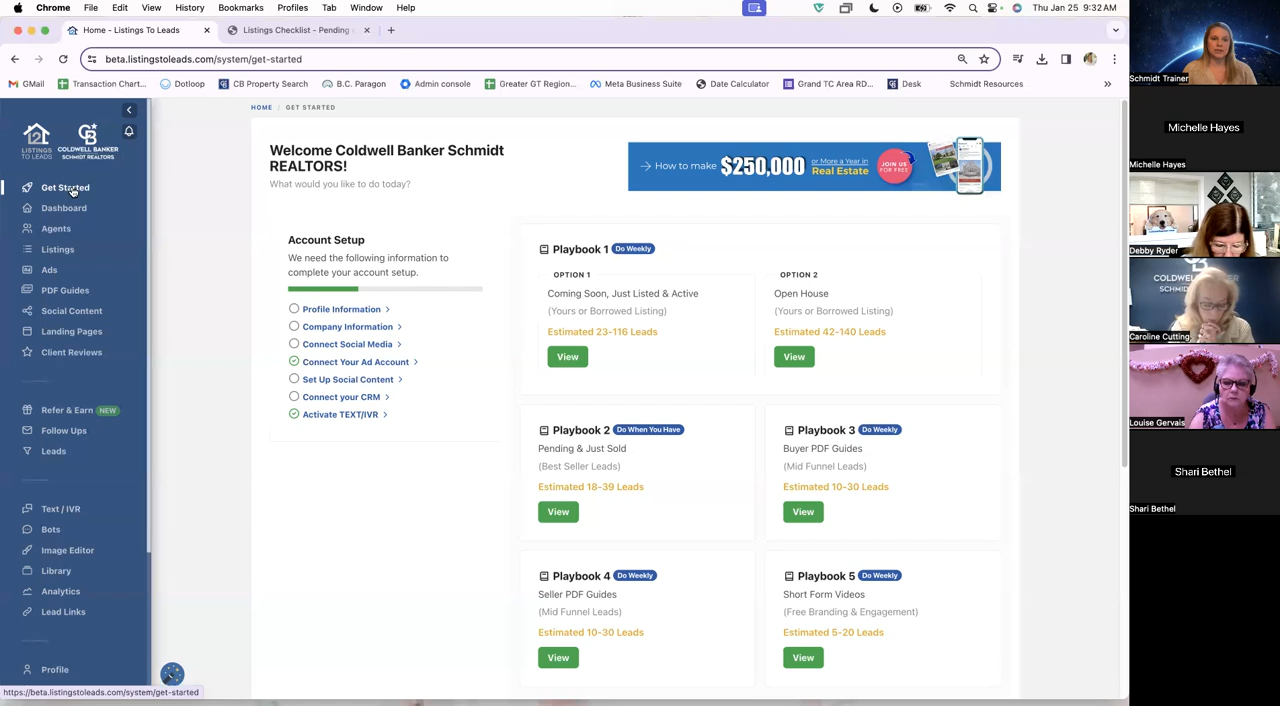 Chrome File Edit View History Bookmarks Profiles Tab Window Help
Thu Jan 25 9:32 AM
Home - Listings To Leads
Listings Checklist - Pending
beta.listingstoleads.com/system/get-started
GMail
Transaction Chart...
Dotloop
CB Property Search
B.C. Paragon
Admin console
Greater GT Region...
Meta Business Suite
Date Calculator
Grand TC Area RD...
Desk
Schmidt Resources
LISTINGS TO LEADS
COLDWELL BANKER
SCHMIDT REALTORS
Get Started
Dashboard
Agents
Listings
Ads
PDF Guides
Social Content
Landing Pages
Client Reviews
Refer & Earn NEW
Follow Ups
Leads
Text / IVR
Bots
Image Editor
Library
Analytics
Lead Links
Profile
https://beta.listingstoleads.com/system/get-started
HOME / GET STARTED
Welcome Coldwell Banker Schmidt
REALTORS!
What would you like to do today?
How to make $250,000 or More a Year in Real Estate
JOIN US FOR FREE
Account Setup
We need the following information to
complete your account setup.
Profile Information
Company Information
Connect Social Media
Connect Your Ad Account
Set Up Social Content
Connect your CRM
Activate TEXT/IVR
Playbook 1 Do Weekly
OPTION 1
Coming Soon, Just Listed & Active
(Yours or Borrowed Listing)
Estimated 23-116 Leads
View
OPTION 2
Open House
(Yours or Borrowed Listing)
Estimated 42-140 Leads
View
Playbook 2 Do When You Have
Pending & Just Sold
(Best Seller Leads)
Estimated 18-39 Leads
View
Playbook 3 Do Weekly
Buyer PDF Guides
(Mid Funnel Leads)
Estimated 10-30 Leads
View
Playbook 4 Do Weekly
Seller PDF Guides
(Mid Funnel Leads)
Estimated 10-30 Leads
View
Playbook 5 Do Weekly
Short Form Videos
(Free Branding & Engagement)
Estimated 5-20 Leads
View
Schmidt Trainer
Michelle Hayes
Michelle Hayes
Debby Ryder
COLDW
SCHMID
Caroline Cutting
Louise Gervais
Shari Bethel
Shari Bethel